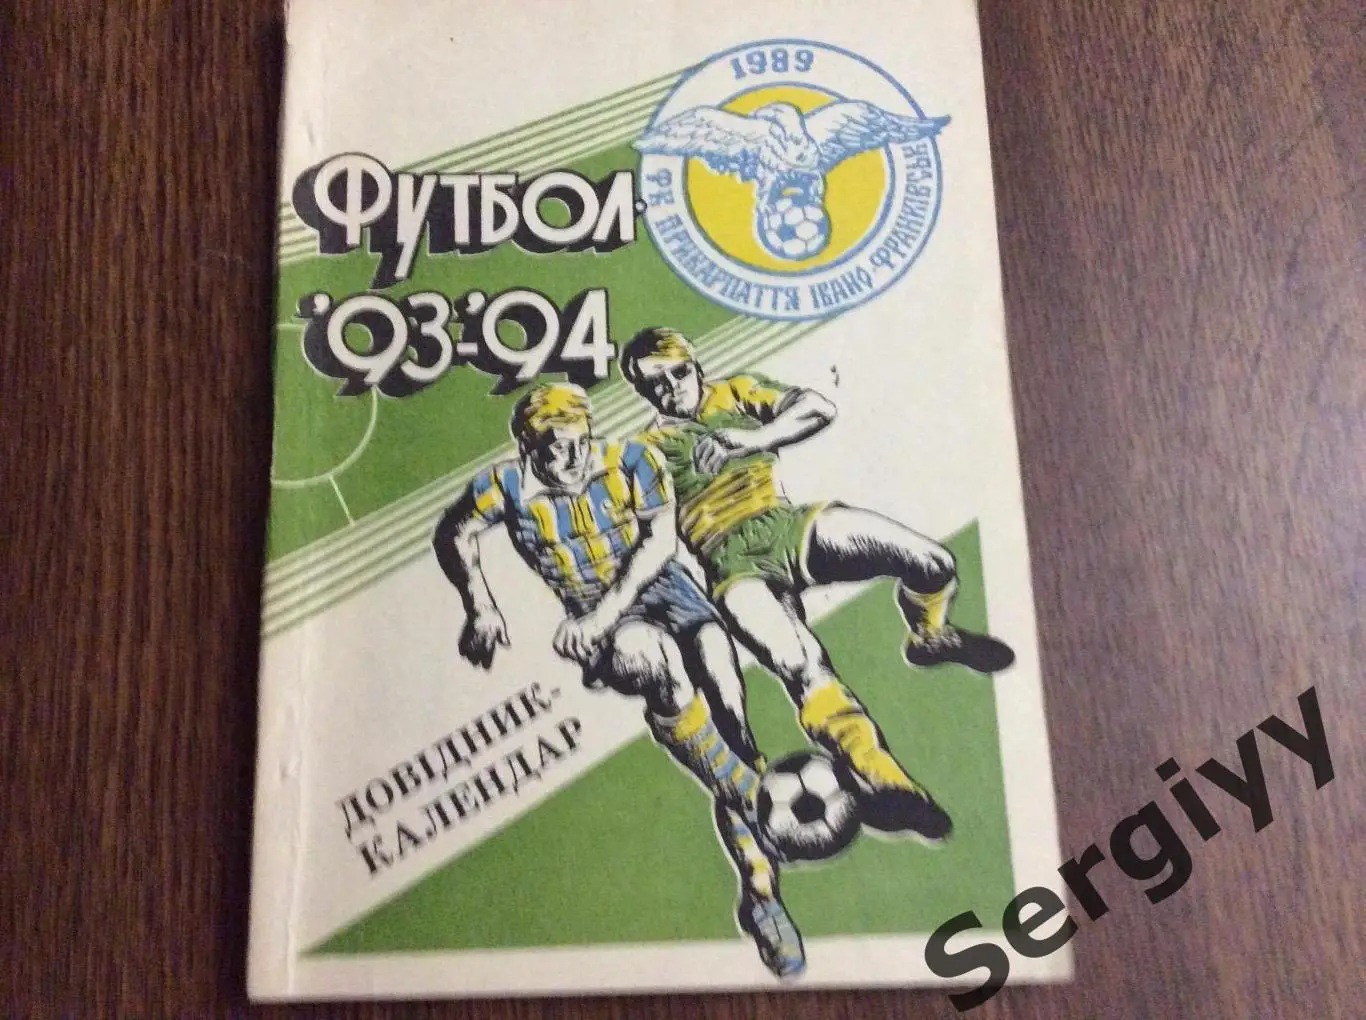 1989
ФК ПРИКАРПАТТЯ ІВАНО-ФРАНКІВСЬК
ФУТБОЛ.
'93-'94
ДОВІДНИК-
КАЛЕНДАР
Sergiyy